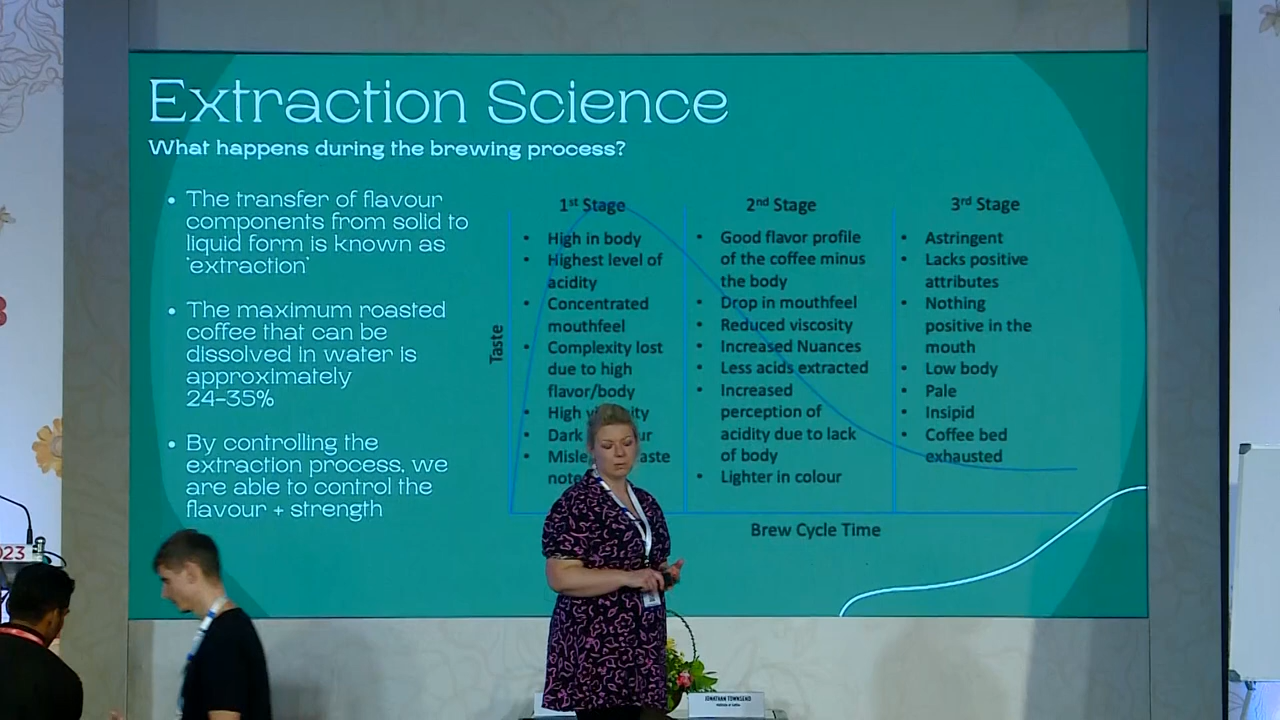 Extraction Science
What happens during the brewing process?
• The transfer of flavour
components from solid to
liquid form is known as
'extraction'
• The maximum roasted
coffee that can be
dissolved in water is
approximately
24-35%
• By controlling the
extraction process, we
are able to control the
flavour + strength
Taste
1st Stage
• High in body
• Highest level of
acidity
• Concentrated
mouthfeel
• Complexity lost
due to high
flavor/body
• High
• Dark
•
2nd Stage
• Good flavor profile
of the coffee minus
the body
• Drop in mouthfeel
• Reduced viscosity
• Increased Nuances
• Less acids extracted
• Increased
perception of
acidity due to lack
of body
• Lighter in colour
3rd Stage
• Astringent
• Lacks positive
attributes
• Nothing
positive in the
mouth
• Low body
• Pale
• Insipid
• Coffee bed
exhausted
Brew Cycle Time
023
JONATHAN TOWNSEND